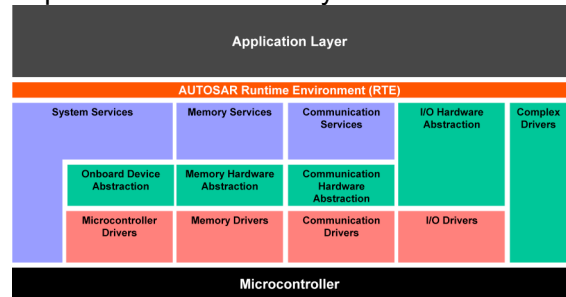 Application Layer
AUTOSAR Runtime Environment (RTE)
System Services
Memory Services
Communication
Services
I/O Hardware
Abstraction
Complex
Drivers
Onboard Device
Abstraction
Memory Hardware
Abstraction
Communication
Hardware
Abstraction
Microcontroller
Drivers
Memory Drivers
Communication
Drivers
I/O Drivers
Microcontroller